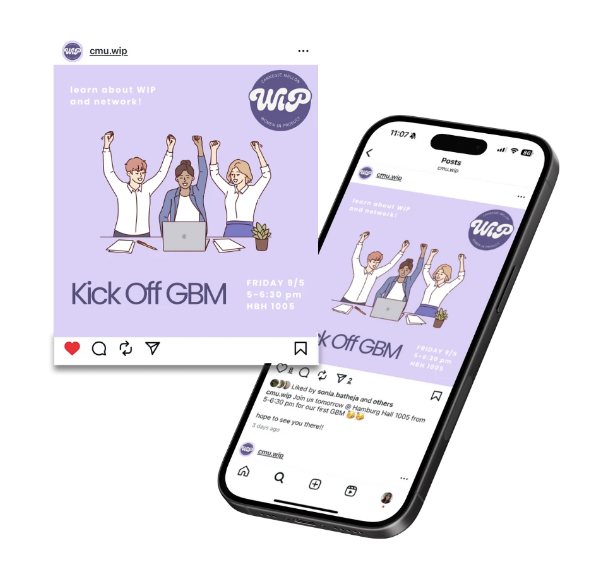 cmu.wip
learn about WIP
and network!
CARNEGIE MELLON
WiP
WOMEN IN PRODUCT
Kick Off GBM
FRIDAY 9/5
5-6:30 pm
HBH 1005
11:07
80
Posts
cmu.wip
cmu.wip
learn about WIP
and network!
WiP
Kick Off GBM
FRIDAY 9/5
5-6:30 pm
HBH 1005
2
Liked by sonia.batheja and others
cmu.wip Join us tomorrow @ Hamburg Hall 1005 from
5-6:30 pm for our first GBM
hope to see you there!!
3 days ago
cmu.wip